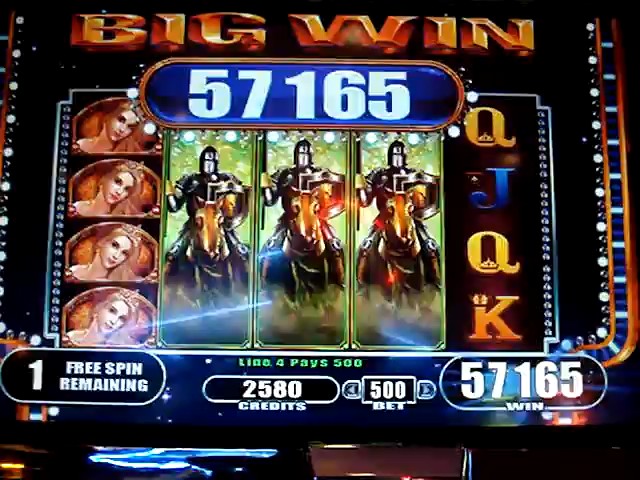 BIG WIN
57165
Q
J
Q
K
Line 4 Pays 500
1 FREE SPIN REMAINING
2580
CREDITS
500
BET
57165
WIN